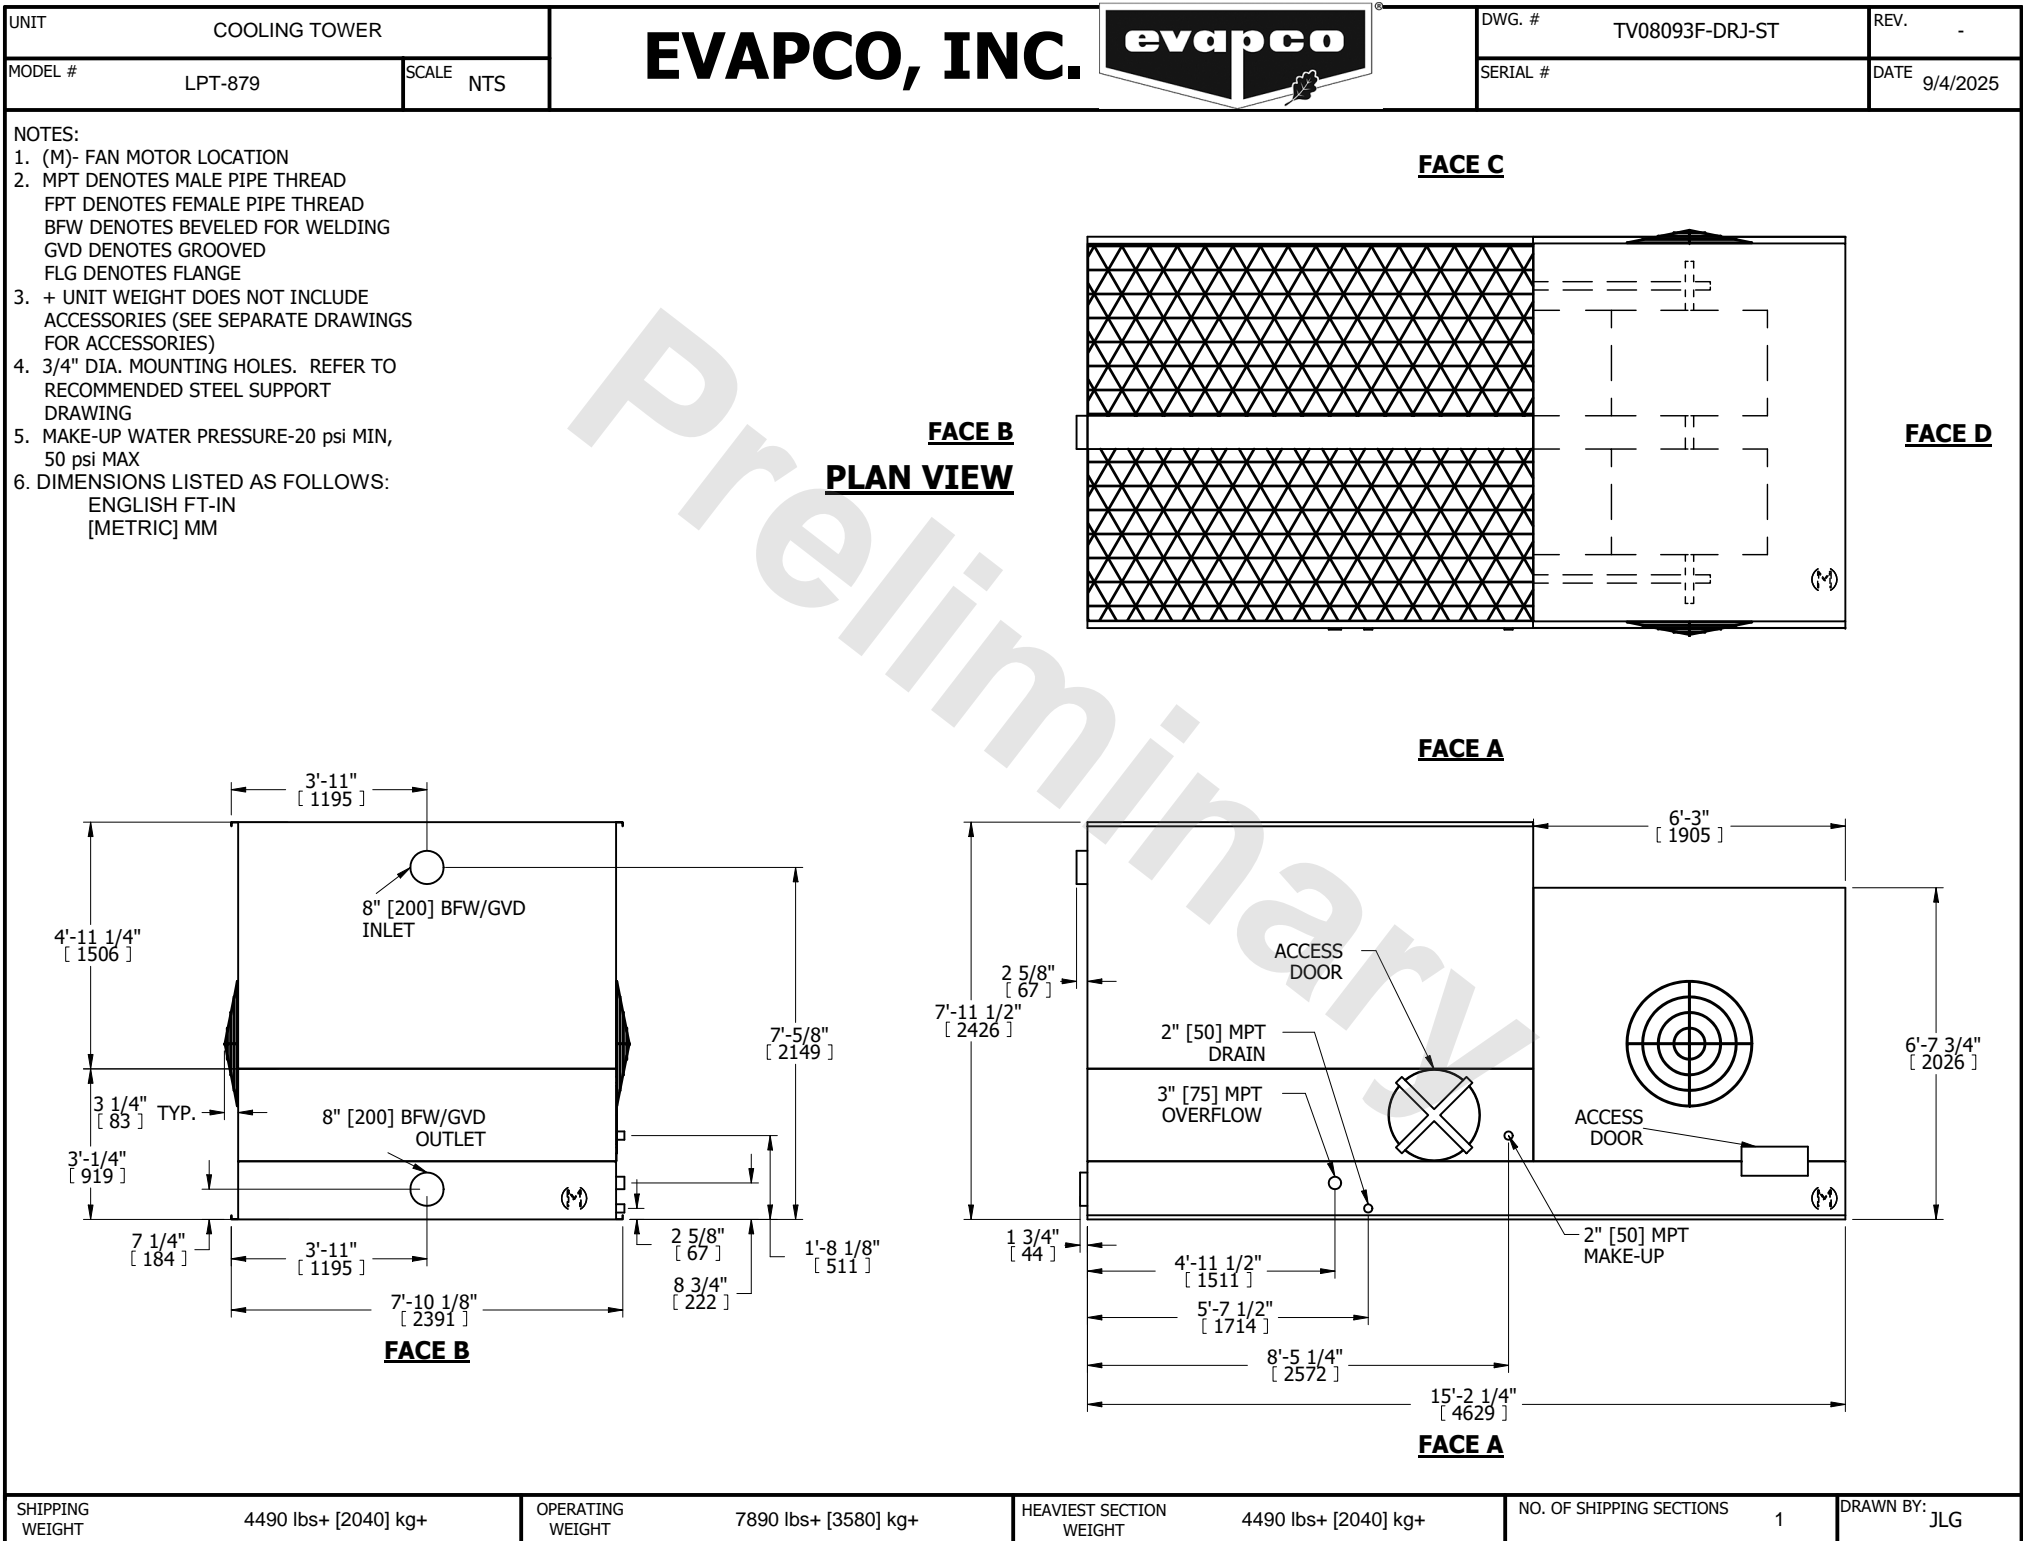 UNIT
COOLING TOWER
MODEL #
LPT-879
SCALE
NTS
EVAPCO, INC.
evapco
®
DWG. #
TV08093F-DRJ-ST
REV.
-
SERIAL #
DATE
9/4/2025
NOTES:
1. (M)- FAN MOTOR LOCATION
2. MPT DENOTES MALE PIPE THREAD
FPT DENOTES FEMALE PIPE THREAD
BFW DENOTES BEVELED FOR WELDING
GVD DENOTES GROOVED
FLG DENOTES FLANGE
3. + UNIT WEIGHT DOES NOT INCLUDE
ACCESSORIES (SEE SEPARATE DRAWINGS
FOR ACCESSORIES)
4. 3/4" DIA. MOUNTING HOLES. REFER TO
RECOMMENDED STEEL SUPPORT
DRAWING
5. MAKE-UP WATER PRESSURE-20 psi MIN,
50 psi MAX
6. DIMENSIONS LISTED AS FOLLOWS:
ENGLISH FT-IN
[METRIC] MM
Preliminary
FACE C
FACE B
PLAN VIEW
FACE D
(M)
FACE A
3'-11"
[ 1195 ]
8" [200] BFW/GVD
INLET
4'-11 1/4"
[ 1506 ]
7'-5/8"
[ 2149 ]
3 1/4"
[ 83 ]
TYP.
8" [200] BFW/GVD
OUTLET
3'-1/4"
[ 919 ]
(M)
7 1/4"
[ 184 ]
3'-11"
[ 1195 ]
2 5/8"
[ 67 ]
1'-8 1/8"
[ 511 ]
8 3/4"
[ 222 ]
7'-10 1/8"
[ 2391 ]
FACE B
6'-3"
[ 1905 ]
ACCESS
DOOR
2 5/8"
[ 67 ]
7'-11 1/2"
[ 2426 ]
2" [50] MPT
DRAIN
6'-7 3/4"
[ 2026 ]
3" [75] MPT
OVERFLOW
ACCESS
DOOR
(M)
1 3/4"
[ 44 ]
2" [50] MPT
MAKE-UP
4'-11 1/2"
[ 1511 ]
5'-7 1/2"
[ 1714 ]
8'-5 1/4"
[ 2572 ]
15'-2 1/4"
[ 4629 ]
FACE A
SHIPPING
WEIGHT
4490 lbs+ [2040] kg+
OPERATING
WEIGHT
7890 lbs+ [3580] kg+
HEAVIEST SECTION
WEIGHT
4490 lbs+ [2040] kg+
NO. OF SHIPPING SECTIONS
1
DRAWN BY:
JLG